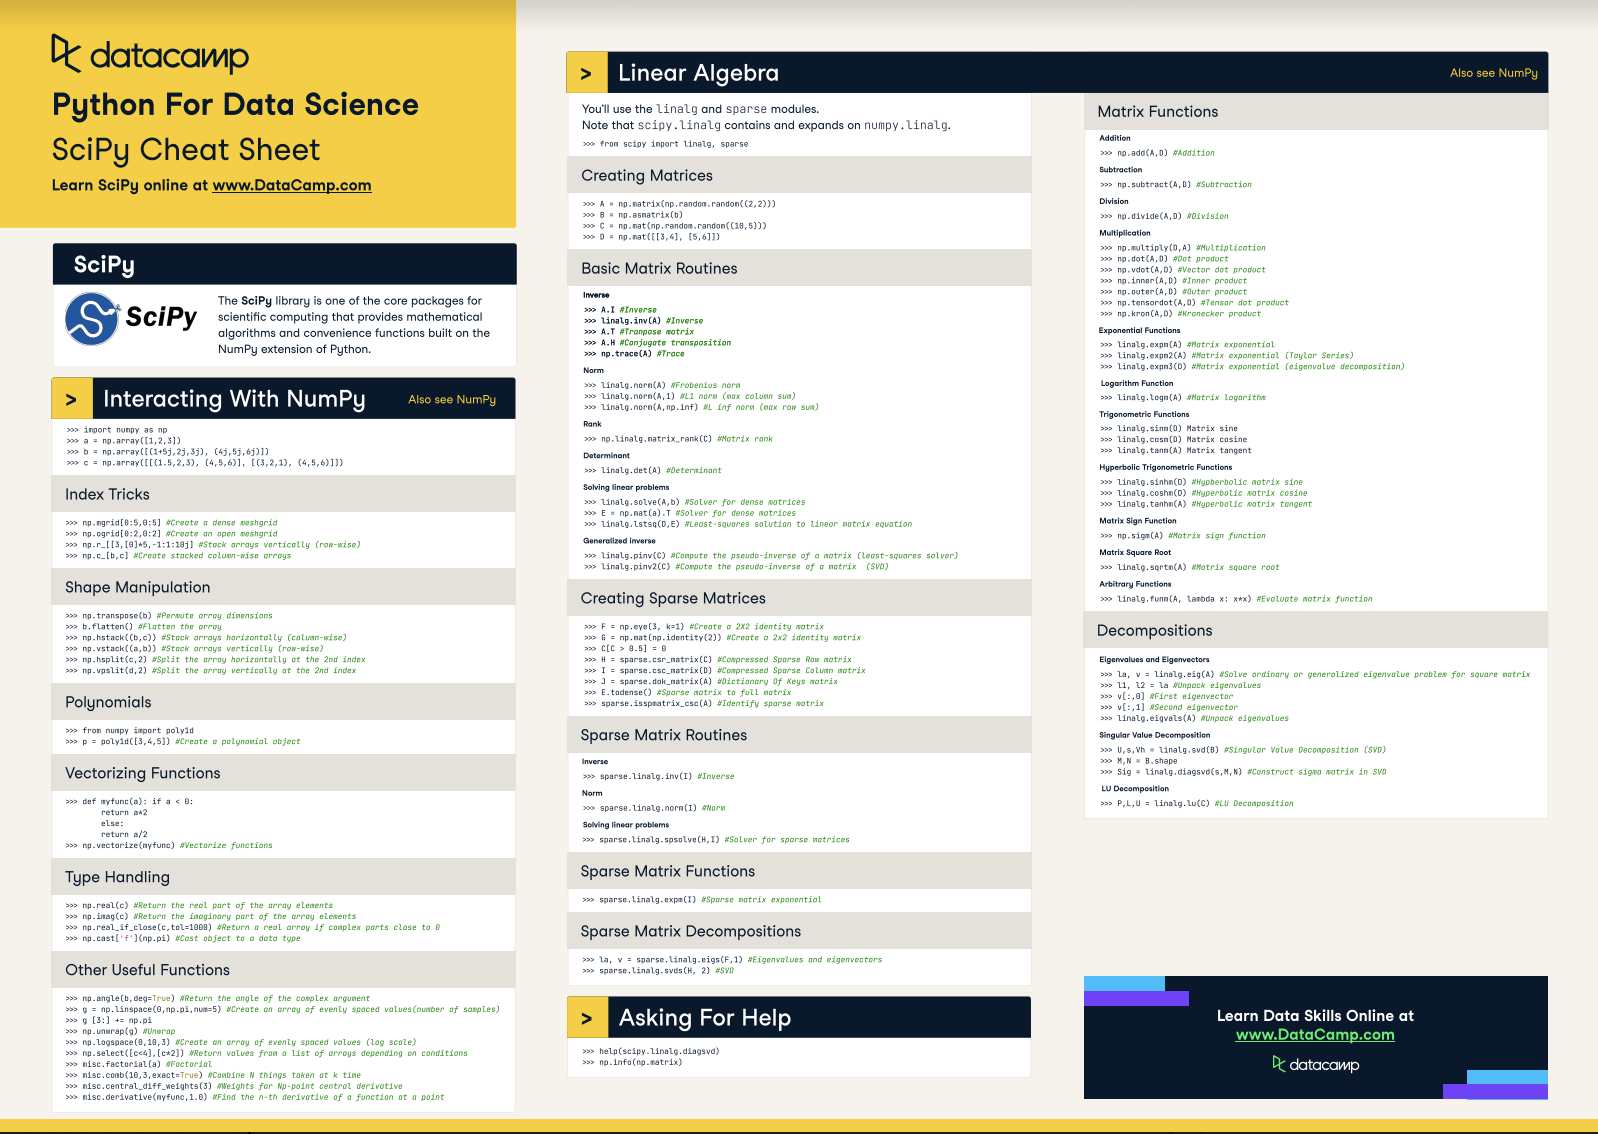 datacamp
Python For Data Science
SciPy Cheat Sheet
Learn SciPy online at www.DataCamp.com
SciPy
SciPy
The SciPy library is one of the core packages for
scientific computing that provides mathematical
algorithms and convenience functions built on the
NumPy extension of Python.
> Interacting With NumPy Also see NumPy
>>> import numpy as np
>>> a = np.array([1,2,3])
>>> b = np.array([(1+5j,2j,3j), (4j,5j,6j)])
>>> c = np.array([[(1.5,2,3), (4,5,6)], [(3,2,1), (4,5,6)]])
Index Tricks
>>> np.mgrid[0:5,0:5] #Create a dense meshgrid
>>> np.ogrid[0:2,0:2] #Create an open meshgrid
>>> np.r_[[3,[0]*5,-1:1:10j] #Stack arrays vertically (row-wise)
>>> np.c_[b,c] #Create stacked column-wise arrays
Shape Manipulation
>>> np.transpose(b) #Permute array dimensions
>>> b.flatten() #Flatten the array
>>> np.hstack((b,c)) #Stack arrays horizontally (column-wise)
>>> np.vstack((a,b)) #Stack arrays vertically (row-wise)
>>> np.hsplit(c,2) #Split the array horizontally at the 2nd index
>>> np.vpsplit(d,2) #Split the array vertically at the 2nd index
Polynomials
>>> from numpy import poly1d
>>> p = poly1d([3,4,5]) #Create a polynomial object
Vectorizing Functions
>>> def myfunc(a): if a < 0:
return a*2
else:
return a/2
>>> np.vectorize(myfunc) #Vectorize functions
Type Handling
>>> np.real(c) #Return the real part of the array elements
>>> np.imag(c) #Return the imaginary part of the array elements
>>> np.real_if_close(c,tol=1000) #Return a real array if complex parts close to 0
>>> np.cast['f'](np.pi) #Cast object to a data type
Other Useful Functions
>>> np.angle(b,deg=True) #Return the angle of the complex argument
>>> g = np.linspace(0,np.pi,num=5) #Create an array of evenly spaced values(number of samples)
>>> g [3:] += np.pi
>>> np.unwrap(g) #Unwrap
>>> np.logspace(0,10,3) #Create an array of evenly spaced values (log scale)
>>> np.select([c<4],[c*2]) #Return values from a list of arrays depending on conditions
>>> misc.factorial(a) #Factorial
>>> misc.comb(10,3,exact=True) #Combine N things taken at k time
>>> misc.central_diff_weights(3) #Weights for Np-point central derivative
>>> misc.derivative(myfunc,1.0) #Find the n-th derivative of a function at a point
> Linear Algebra Also see NumPy
You'll use the linalg and sparse modules.
Note that scipy.linalg contains and expands on numpy.linalg.
>>> from scipy import linalg, sparse
Creating Matrices
>>> A = np.matrix(np.random.random((2,2)))
>>> B = np.asmatrix(b)
>>> C = np.mat(np.random.random((10,5)))
>>> D = np.mat([[3,4], [5,6]])
Basic Matrix Routines
Inverse
>>> A.I #Inverse
>>> linalg.inv(A) #Inverse
>>> A.T #Tranpose matrix
>>> A.H #Conjugate transposition
>>> np.trace(A) #Trace
Norm
>>> linalg.norm(A) #Frobenius norm
>>> linalg.norm(A,1) #L1 norm (max column sum)
>>> linalg.norm(A,np.inf) #L inf norm (max row sum)
Rank
>>> np.linalg.matrix_rank(C) #Matrix rank
Determinant
>>> linalg.det(A) #Determinant
Solving linear problems
>>> linalg.solve(A,b) #Solver for dense matrices
>>> E = np.mat(a).T #Solver for dense matrices
>>> linalg.lstsq(D,E) #Least-squares solution to linear matrix equation
Generalized inverse
>>> linalg.pinv(C) #Compute the pseudo-inverse of a matrix (least-squares solver)
>>> linalg.pinv2(C) #Compute the pseudo-inverse of a matrix (SVD)
Creating Sparse Matrices
>>> F = np.eye(3, k=1) #Create a 2X2 identity matrix
>>> G = np.mat(np.identity(2)) #Create a 2x2 identity matrix
>>> C[C > 0.5] = 0
>>> H = sparse.csr_matrix(C) #Compressed Sparse Row matrix
>>> I = sparse.csc_matrix(D) #Compressed Sparse Column matrix
>>> J = sparse.dok_matrix(A) #Dictionary Of Keys matrix
>>> E.todense() #Sparse matrix to full matrix
>>> sparse.isspmatrix_csc(A) #Identify sparse matrix
Sparse Matrix Routines
Inverse
>>> sparse.linalg.inv(I) #Inverse
Norm
>>> sparse.linalg.norm(I) #Norm
Solving linear problems
>>> sparse.linalg.spsolve(H,I) #Solver for sparse matrices
Sparse Matrix Functions
>>> sparse.linalg.expm(I) #Sparse matrix exponential
Sparse Matrix Decompositions
>>> la, v = sparse.linalg.eigs(F,1) #Eigenvalues and eigenvectors
>>> sparse.linalg.svds(H, 2) #SVD
> Asking For Help
>>> help(scipy.linalg.diagsvd)
>>> np.info(np.matrix)
Matrix Functions
Addition
>>> np.add(A,D) #Addition
Subtraction
>>> np.subtract(A,D) #Subtraction
Division
>>> np.divide(A,D) #Division
Multiplication
>>> np.multiply(D,A) #Multiplication
>>> np.dot(A,D) #Dot product
>>> np.vdot(A,D) #Vector dot product
>>> np.inner(A,D) #Inner product
>>> np.outer(A,D) #Outer product
>>> np.tensordot(A,D) #Tensor dot product
>>> np.kron(A,D) #Kronecker product
Exponential Functions
>>> linalg.expm(A) #Matrix exponential
>>> linalg.expm2(A) #Matrix exponential (Taylor Series)
>>> linalg.expm3(D) #Matrix exponential (eigenvalue decomposition)
Logarithm Function
>>> linalg.logm(A) #Matrix logarithm
Trigonometric Functions
>>> linalg.sinm(D) Matrix sine
>>> linalg.cosm(D) Matrix cosine
>>> linalg.tanm(A) Matrix tangent
Hyperbolic Trigonometric Functions
>>> linalg.sinhm(D) #Hypberbolic matrix sine
>>> linalg.coshm(D) #Hyperbolic matrix cosine
>>> linalg.tanhm(A) #Hyperbolic matrix tangent
Matrix Sign Function
>>> np.sigm(A) #Matrix sign function
Matrix Square Root
>>> linalg.sqrtm(A) #Matrix square root
Arbitrary Functions
>>> linalg.funm(A, lambda x: x*x) #Evaluate matrix function
Decompositions
Eigenvalues and Eigenvectors
>>> la, v = linalg.eig(A) #Solve ordinary or generalized eigenvalue problem for square matrix
>>> l1, l2 = la #Unpack eigenvalues
>>> v[:,0] #First eigenvector
>>> v[:,1] #Second eigenvector
>>> linalg.eigvals(A) #Unpack eigenvalues
Singular Value Decomposition
>>> U,s,Vh = linalg.svd(B) #Singular Value Decomposition (SVD)
>>> M,N = B.shape
>>> Sig = linalg.diagsvd(s,M,N) #Construct sigma matrix in SVD
LU Decomposition
>>> P,L,U = linalg.lu(C) #LU Decomposition
Learn Data Skills Online at
www.DataCamp.com
datacamp